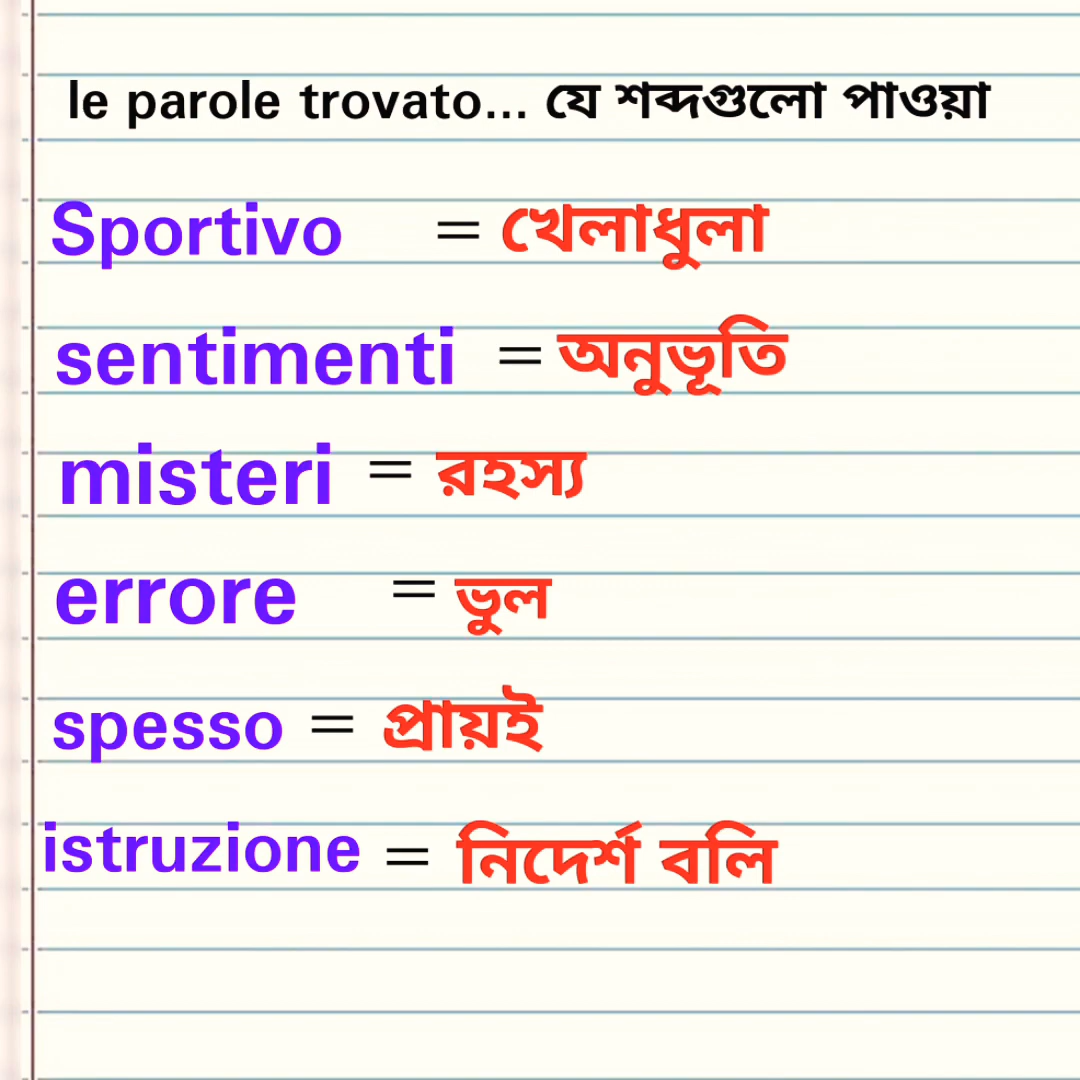 le parole trovato... যে শব্দগুলো পাওয়া
Sportivo = খেলাধুলা
sentimenti = অনুভূতি
misteri = রহস্য
errore = ভুল
spesso = প্রায়ই
istruzione = নিদের্শ বলি